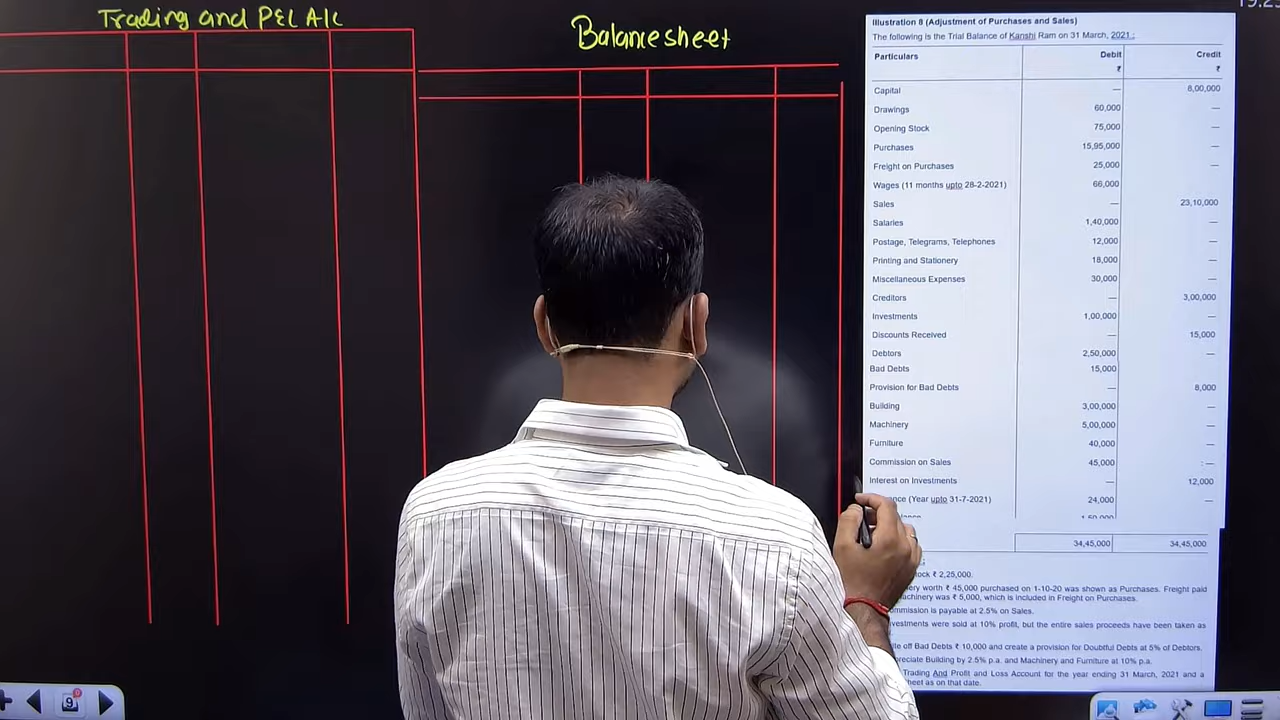 Trading and P&L A/c
Balance sheet
Illustration 8 (Adjustment of Purchases and Sales)
The following is the Trial Balance of Kanshi Ram on 31 March, 2021 :
Particulars Debit Credit
₹ ₹
Capital — 8,00,000
Drawings 60,000 —
Opening Stock 75,000 —
Purchases 15,95,000 —
Freight on Purchases 25,000 —
Wages (11 months upto 28-2-2021) 66,000 —
Sales — 23,10,000
Salaries 1,40,000 —
Postage, Telegrams, Telephones 12,000 —
Printing and Stationery 18,000 —
Miscellaneous Expenses 30,000 —
Creditors — 3,00,000
Investments 1,00,000 —
Discounts Received — 15,000
Debtors 2,50,000 —
Bad Debts 15,000 —
Provision for Bad Debts 8,000
Building 3,00,000 —
Machinery 5,00,000 —
Furniture 40,000 —
Commission on Sales 45,000 : —
Interest on Investments — 12,000
(Year upto 31-7-2021) 24,000 —
34,45,000 34,45,000
₹ 2,25,000.
worth ₹ 45,000 purchased on 1-10-20 was shown as Purchases. Freight paid
was ₹ 5,000, which is included in Freight on Purchases.
is payable at 2.5% on Sales.
were sold at 10% profit, but the entire sales proceeds have been taken as
off Bad Debts ₹ 10,000 and create a provision for Doubtful Debts at 5% of Debtors.
Building by 2.5% p.a. and Machinery and Furniture at 10% p.a.
Trading And Profit and Loss Account for the year ending 31 March, 2021 and a
as on that date.
9